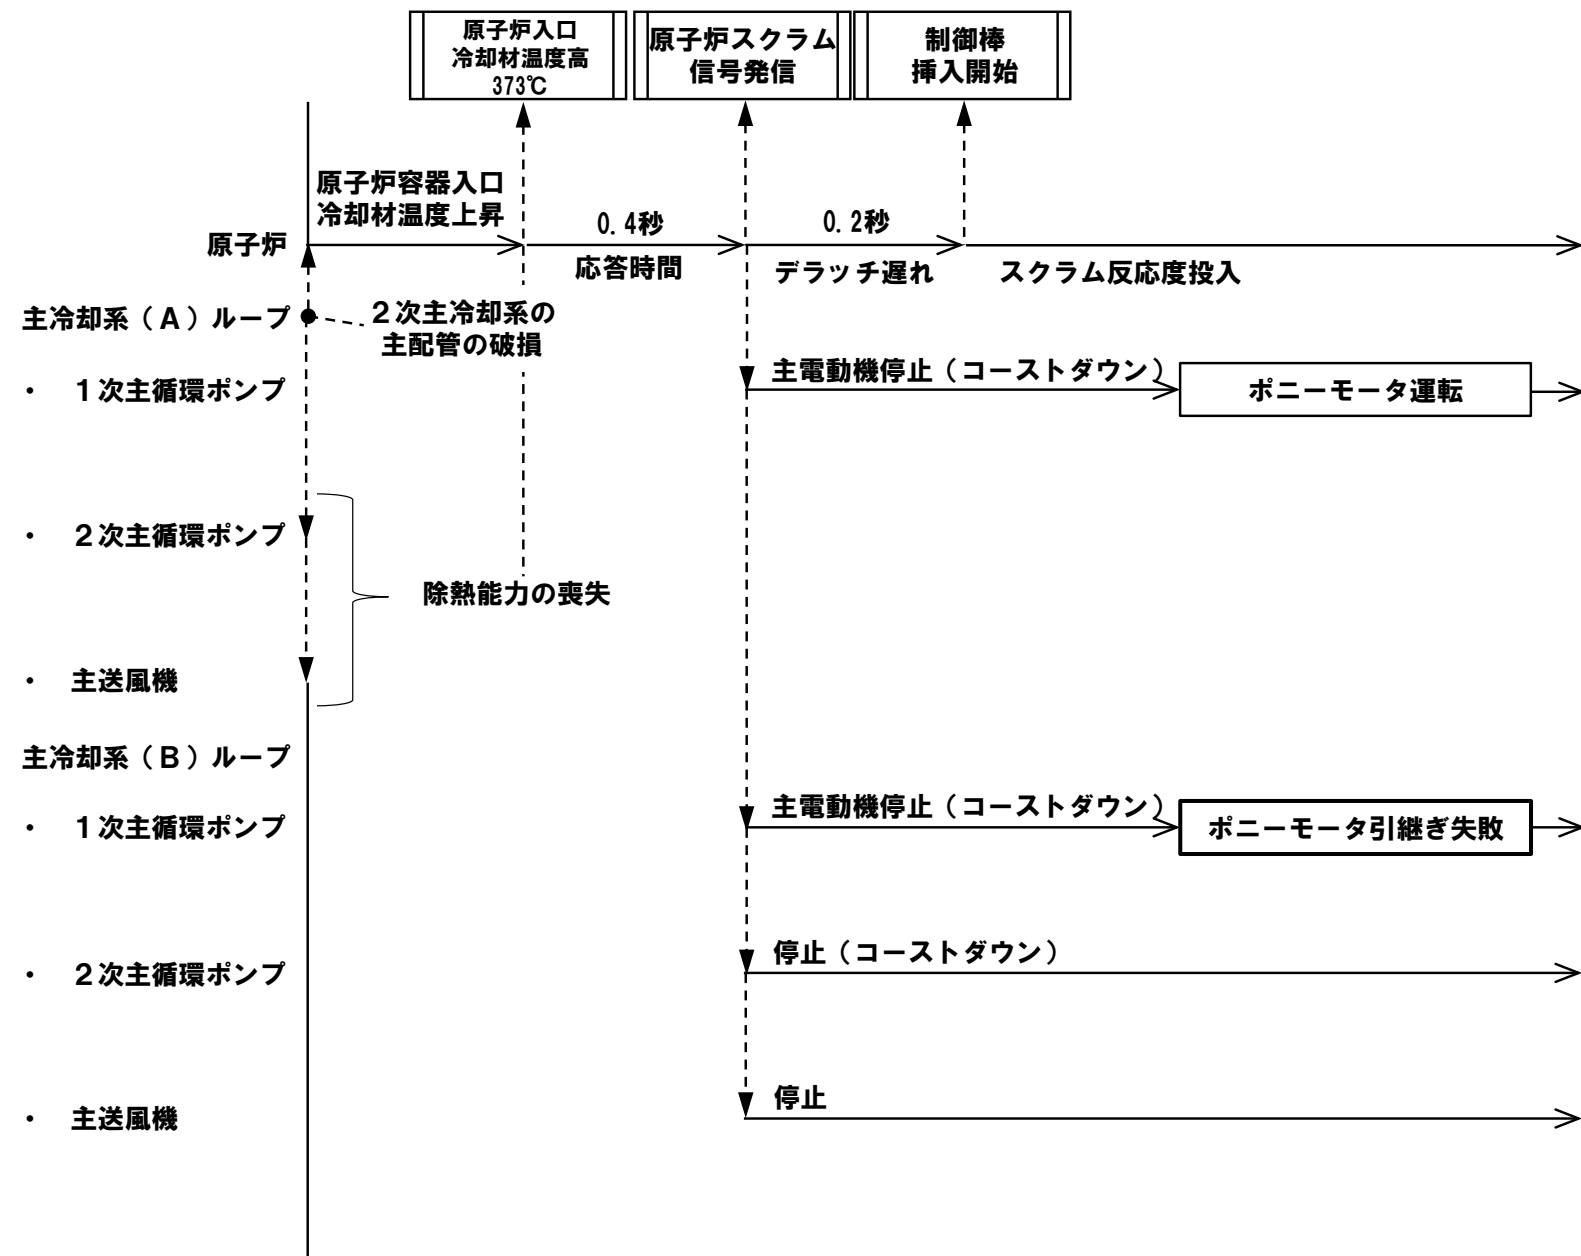 原子炉入口
冷却材温度高
373℃
原子炉スクラム
信号発信
制御棒
挿入開始
原子炉容器入口
冷却材温度上昇
原子炉
0.4秒
応答時間
0.2秒
デラッチ遅れ
スクラム反応度投入
主冷却系（Ａ）ループ
２次主冷却系の
主配管の破損
・ １次主循環ポンプ
主電動機停止（コーストダウン）
ポニーモータ運転
・ ２次主循環ポンプ
除熱能力の喪失
・ 主送風機
主冷却系（Ｂ）ループ
・ １次主循環ポンプ
主電動機停止（コーストダウン）
ポニーモータ引継ぎ失敗
・ ２次主循環ポンプ
停止（コーストダウン）
・ 主送風機
停止